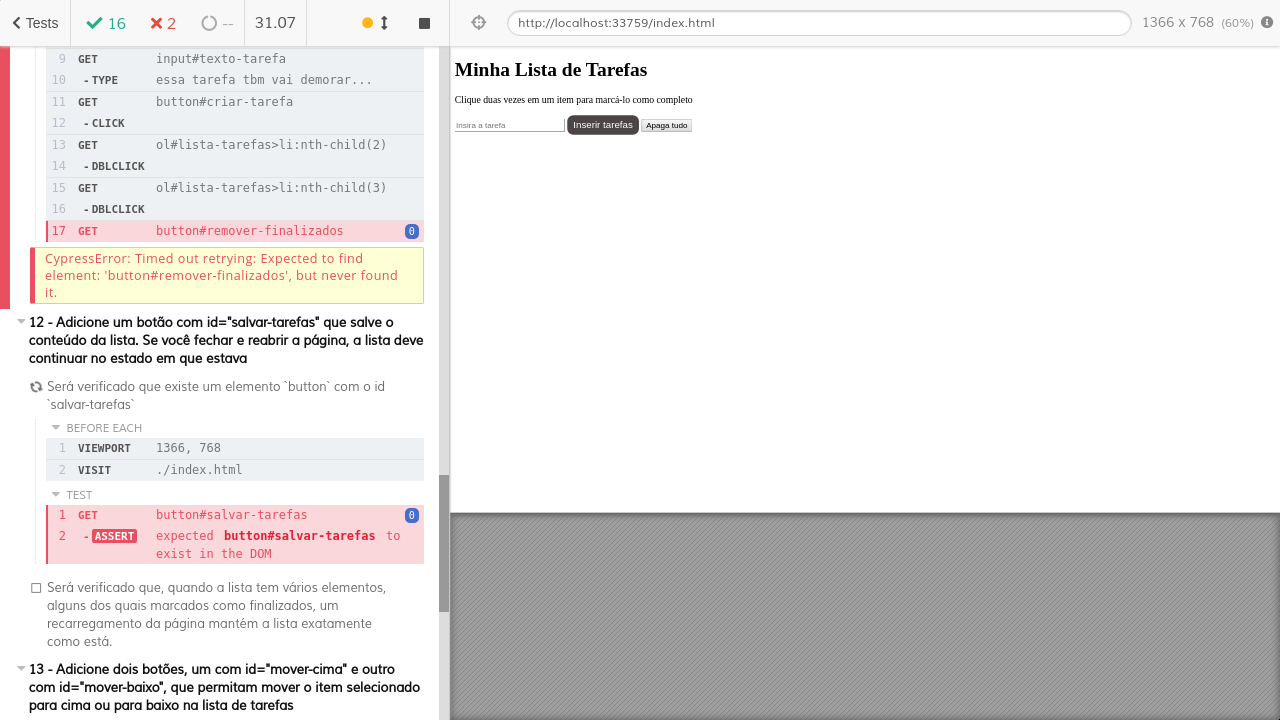 Tests
16
2
--
31.07
http://localhost:33759/index.html
1366 x 768 (60%)
9 GET input#texto-tarefa
10 - TYPE essa tarefa tbm vai demorar...
11 GET button#criar-tarefa
12 - CLICK
13 GET ol#lista-tarefas>li:nth-child(2)
14 - DBLCLICK
15 GET ol#lista-tarefas>li:nth-child(3)
16 - DBLCLICK
17 GET button#remover-finalizados 0
CypressError: Timed out retrying: Expected to find
element: 'button#remover-finalizados', but never found
it.
12 - Adicione um botão com id="salvar-tarefas" que salve o
conteúdo da lista. Se você fechar e reabrir a página, a lista deve
continuar no estado em que estava
Será verificado que existe um elemento `button` com o id
`salvar-tarefas`
BEFORE EACH
1 VIEWPORT 1366, 768
2 VISIT ./index.html
TEST
1 GET button#salvar-tarefas 0
2 - ASSERT expected button#salvar-tarefas to
exist in the DOM
Será verificado que, quando a lista tem vários elementos,
alguns dos quais marcados como finalizados, um
recarregamento da página mantém a lista exatamente
como está.
13 - Adicione dois botões, um com id="mover-cima" e outro
com id="mover-baixo", que permitam mover o item selecionado
para cima ou para baixo na lista de tarefas
Minha Lista de Tarefas
Clique duas vezes em um item para marcá-lo como completo
Insira a tarefa Inserir tarefas Apaga tudo